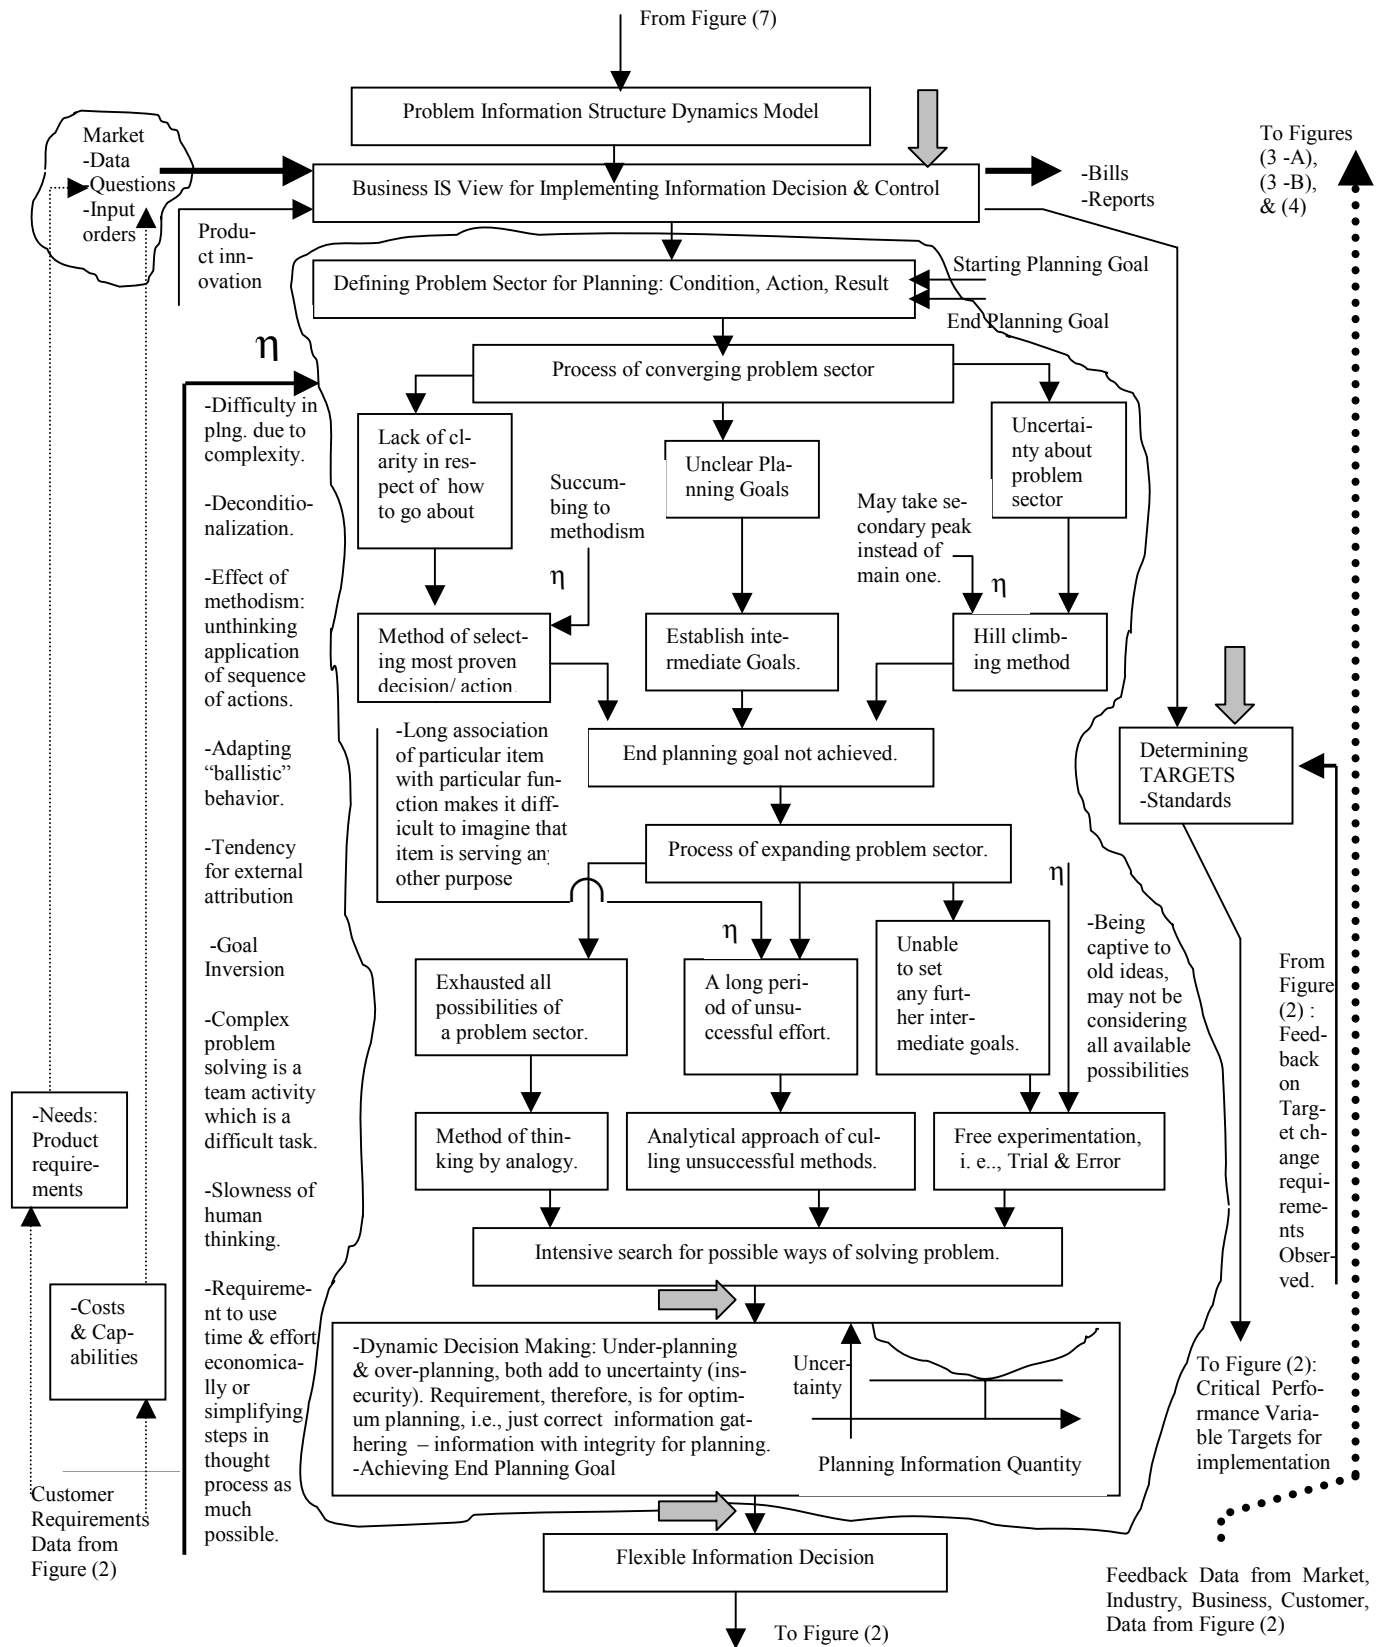 From Figure (7)
Problem Information Structure Dynamics Model
Market
-Data
-Questions
-Input
orders
Business IS View for Implementing Information Decision & Control
-Bills
-Reports
To Figures
(3 -A),
(3 -B),
& (4)
Produ-
ct inn-
ovation
Defining Problem Sector for Planning: Condition, Action, Result
Starting Planning Goal
End Planning Goal
η
Process of converging problem sector
-Difficulty in
plng. due to
complexity.
-Deconditio-
nalization.
-Effect of
methodism:
unthinking
application
of sequence
of actions.
-Adapting
“ballistic”
behavior.
-Tendency
for external
attribution
-Goal
Inversion
-Complex
problem
solving is a
team activity
which is a
difficult task.
-Slowness of
human
thinking.
-Requireme-
nt to use
time & effort
economica-
lly or
simplifying
steps in
thought
process as
much
possible.
Lack of cl-
arity in res-
pect of how
to go about
Succum-
bing to
methodism
η
Unclear Pla-
nning Goals
May take se-
condary peak
instead of
main one.
η
Uncertai-
nty about
problem
sector
Method of select-
ing most proven
decision/ action.
Establish inte-
rmediate Goals.
Hill climb-
ing method
-Long association
of particular item
with particular fun-
ction makes it diff-
icult to imagine that
item is serving any
other purpose
End planning goal not achieved.
Determining
TARGETS
-Standards
Process of expanding problem sector.
η
η
Exhausted all
possibilities of
a problem sector.
A long peri-
od of unsu-
ccessful effort.
Unable
to set
any furt-
her inter-
mediate goals.
-Being
captive to
old ideas,
may not be
considering
all available
possibilities
From
Figure
(2) :
Feed-
back
on
Targ-
et ch-
ange
requi-
reme-
nts
Obser-
ved.
-Needs:
Product
require-
ments
Method of thin-
king by analogy.
Analytical approach of cul-
ling unsuccessful methods.
Free experimentation,
i. e.., Trial & Error
Intensive search for possible ways of solving problem.
-Costs
& Cap-
abilities
-Dynamic Decision Making: Under-planning
& over-planning, both add to uncertainty (ins-
ecurity). Requirement, therefore, is for optim-
um planning, i.e., just correct information gat-
hering – information with integrity for planning.
-Achieving End Planning Goal
Uncer-
tainty
Planning Information Quantity
To Figure (2):
Critical Perfo-
rmance Varia-
ble Targets for
implementation
Customer
Requirements
Data from
Figure (2)
Flexible Information Decision
Feedback Data from Market,
Industry, Business, Customer,
Data from Figure (2)
To Figure (2)